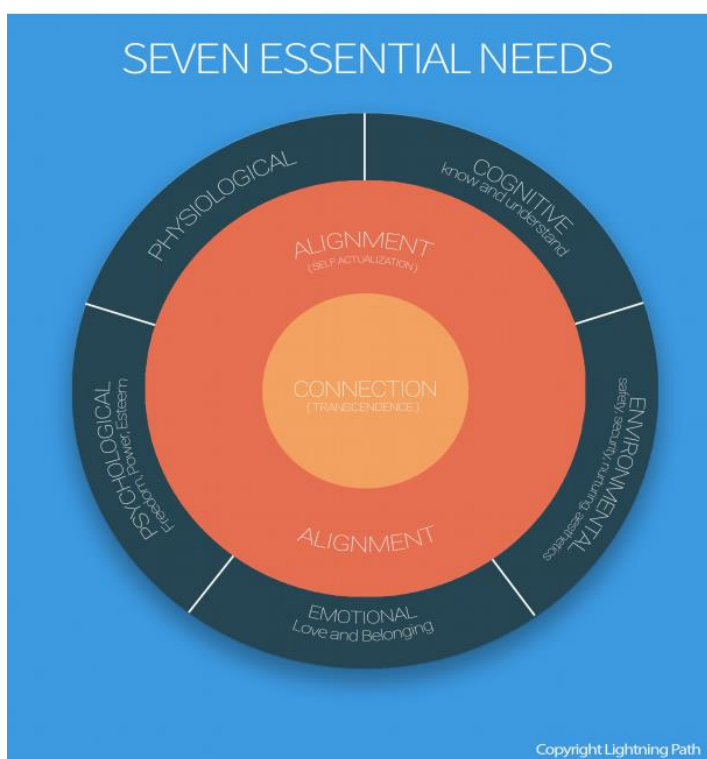 SEVEN ESSENTIAL NEEDS
PHYSIOLOGICAL
COGNITIVE
know and understand
ALIGNMENT
(SELF ACTUALIZATION)
CONNECTION
(TRANSCENDENCE)
PSYCHOLOGICAL
Freedom, Power, Esteem
ENVIRONMENTAL
safety, security, nurturing, aesthetics
ALIGNMENT
EMOTIONAL
Love and Belonging
Copyright Lightning Path